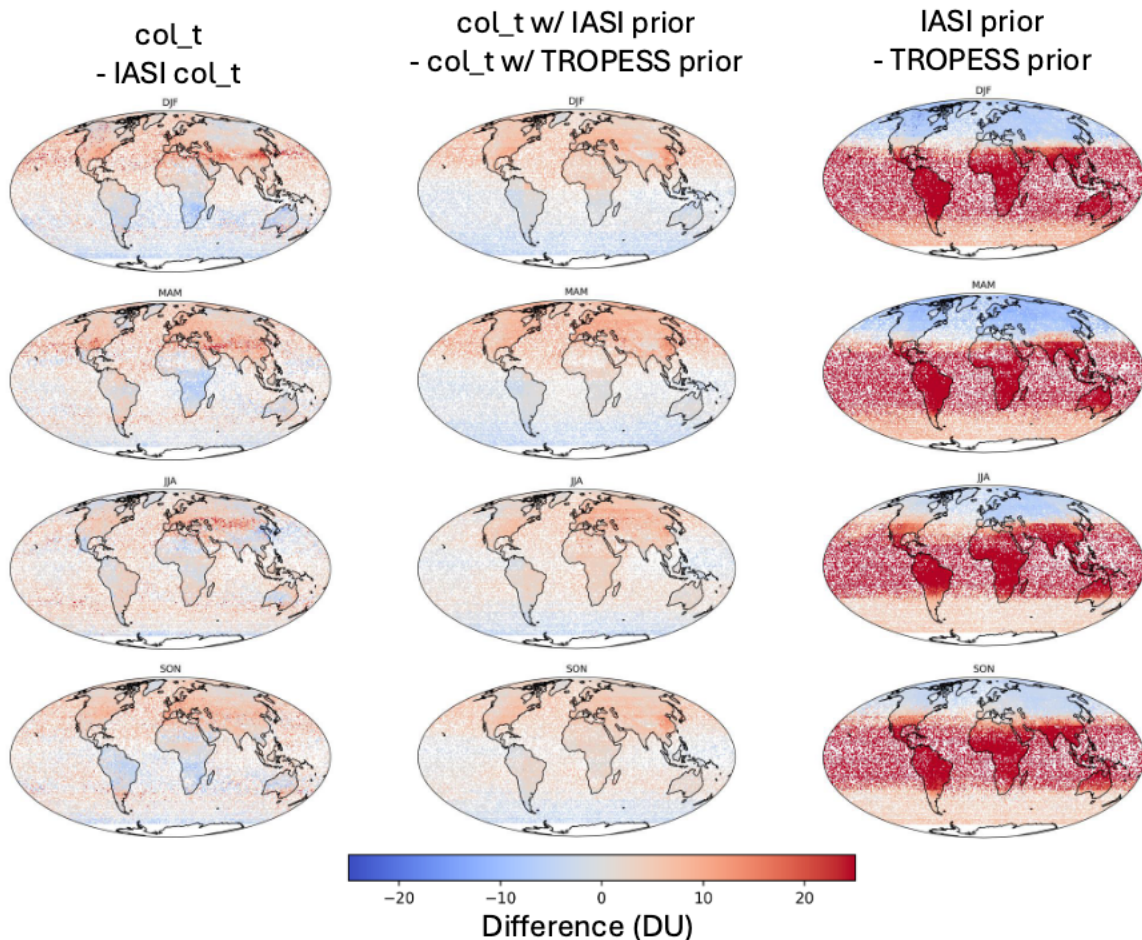 col_t
- IASI col_t
col_t w/ IASI prior
- col_t w/ TROPESS prior
IASI prior
- TROPESS prior
DJF
DJF
DJF
MAM
MAM
MAM
JJA
JJA
JJA
SON
SON
SON
−20 −10 0 10 20
Difference (DU)